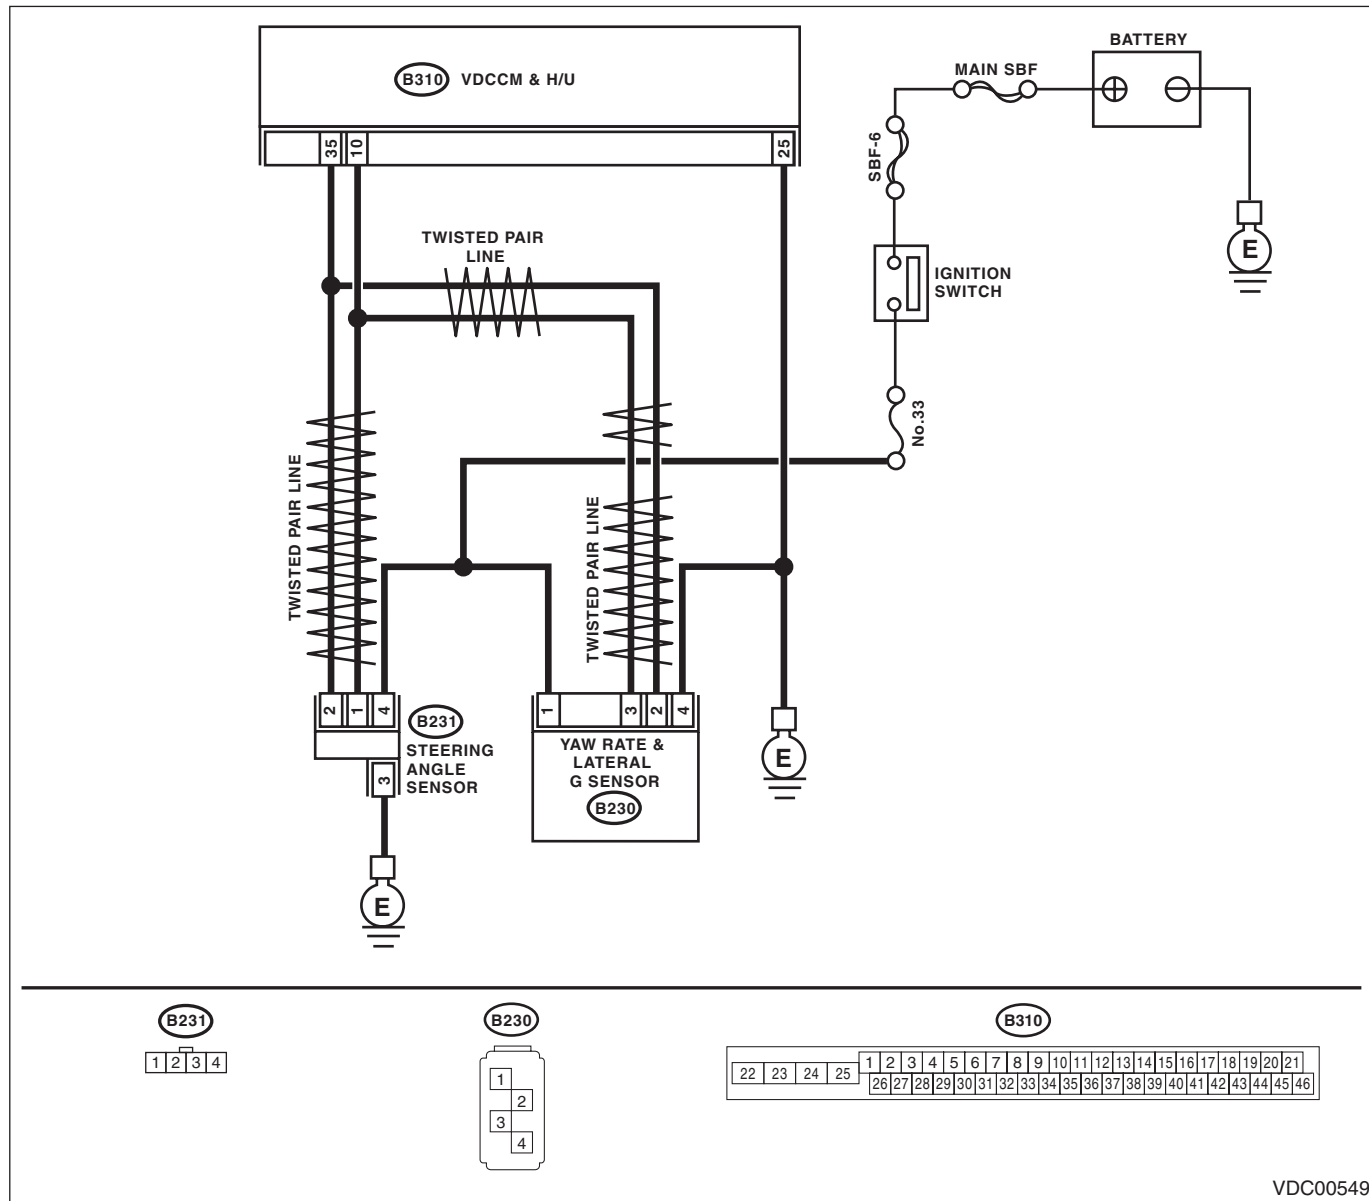 BATTERY
MAIN SBF
B310 VDCCM & H/U
35 10 25
SBF-6
TWISTED PAIR
LINE
E
IGNITION
SWITCH
No.33
TWISTED PAIR LINE
TWISTED PAIR LINE
2 1 4
B231
STEERING
ANGLE
SENSOR
3
E
1 3 2 4
YAW RATE &
LATERAL
G SENSOR
B230
E
B231
1 2 3 4
B230
1
2
3
4
B310
22 23 24 25
1 2 3 4 5 6 7 8 9 10 11 12 13 14 15 16 17 18 19 20 21
26 27 28 29 30 31 32 33 34 35 36 37 38 39 40 41 42 43 44 45 46
VDC00549